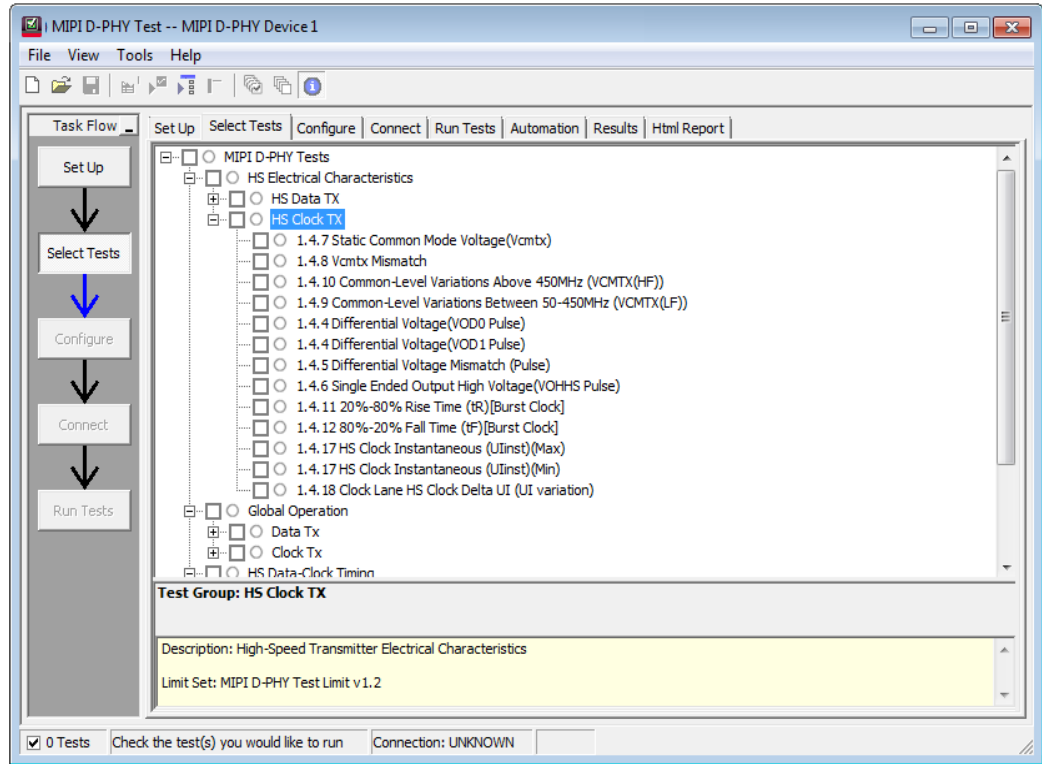 MIPI D-PHY Test -- MIPI D-PHY Device 1
File View Tools Help
Task Flow
Set Up Select Tests Configure Connect Run Tests Automation Results Html Report
Set Up
Select Tests
Configure
Connect
Run Tests
MIPI D-PHY Tests
HS Electrical Characteristics
HS Data TX
HS Clock TX
1.4.7 Static Common Mode Voltage(Vcmtx)
1.4.8 Vcmtx Mismatch
1.4.10 Common-Level Variations Above 450MHz (VCMTX(HF))
1.4.9 Common-Level Variations Between 50-450MHz (VCMTX(LF))
1.4.4 Differential Voltage(VOD0 Pulse)
1.4.4 Differential Voltage(VOD1 Pulse)
1.4.5 Differential Voltage Mismatch (Pulse)
1.4.6 Single Ended Output High Voltage(VOHHS Pulse)
1.4.11 20%-80% Rise Time (tR)[Burst Clock]
1.4.12 80%-20% Fall Time (tF)[Burst Clock]
1.4.17 HS Clock Instantaneous (UIinst)(Max)
1.4.17 HS Clock Instantaneous (UIinst)(Min)
1.4.18 Clock Lane HS Clock Delta UI (UI variation)
Global Operation
Data Tx
Clock Tx
HS Data-Clock Timing
Test Group: HS Clock TX
Description: High-Speed Transmitter Electrical Characteristics
Limit Set: MIPI D-PHY Test Limit v1.2
0 Tests Check the test(s) you would like to run Connection: UNKNOWN